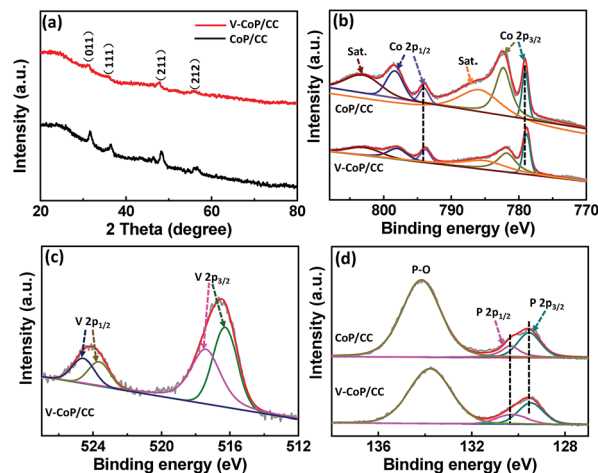 (a)
V-CoP/CC
CoP/CC
(011)
(111)
(211)
(212)
Intensity (a.u.)
20 30 40 50 60 70 80
2 Theta (degree)
(b)
Co 2p3/2
Sat.
Co 2p1/2
Sat.
CoP/CC
V-CoP/CC
Intensity (a.u.)
800 790 780 770
Binding energy (eV)
(c)
V 2p3/2
V 2p1/2
V-CoP/CC
Intensity (a.u.)
524 520 516 512
Binding energy (eV)
(d)
P-O
P 2p1/2
P 2p3/2
CoP/CC
V-CoP/CC
Intensity (a.u.)
136 132 128
Binding energy (eV)